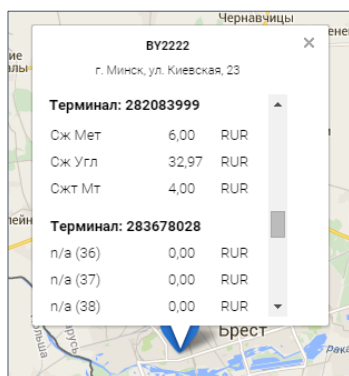 Чернавчицы
BY2222
×
г. Минск, ул. Киевская, 23
Терминал: 282083999
Сж Мет 6,00 RUR
Сж Угл 32,97 RUR
Сжт Мт 4,00 RUR
Терминал: 283678028
n/a (36) 0,00 RUR
n/a (37) 0,00 RUR
n/a (38) 0,00 RUR
Брест